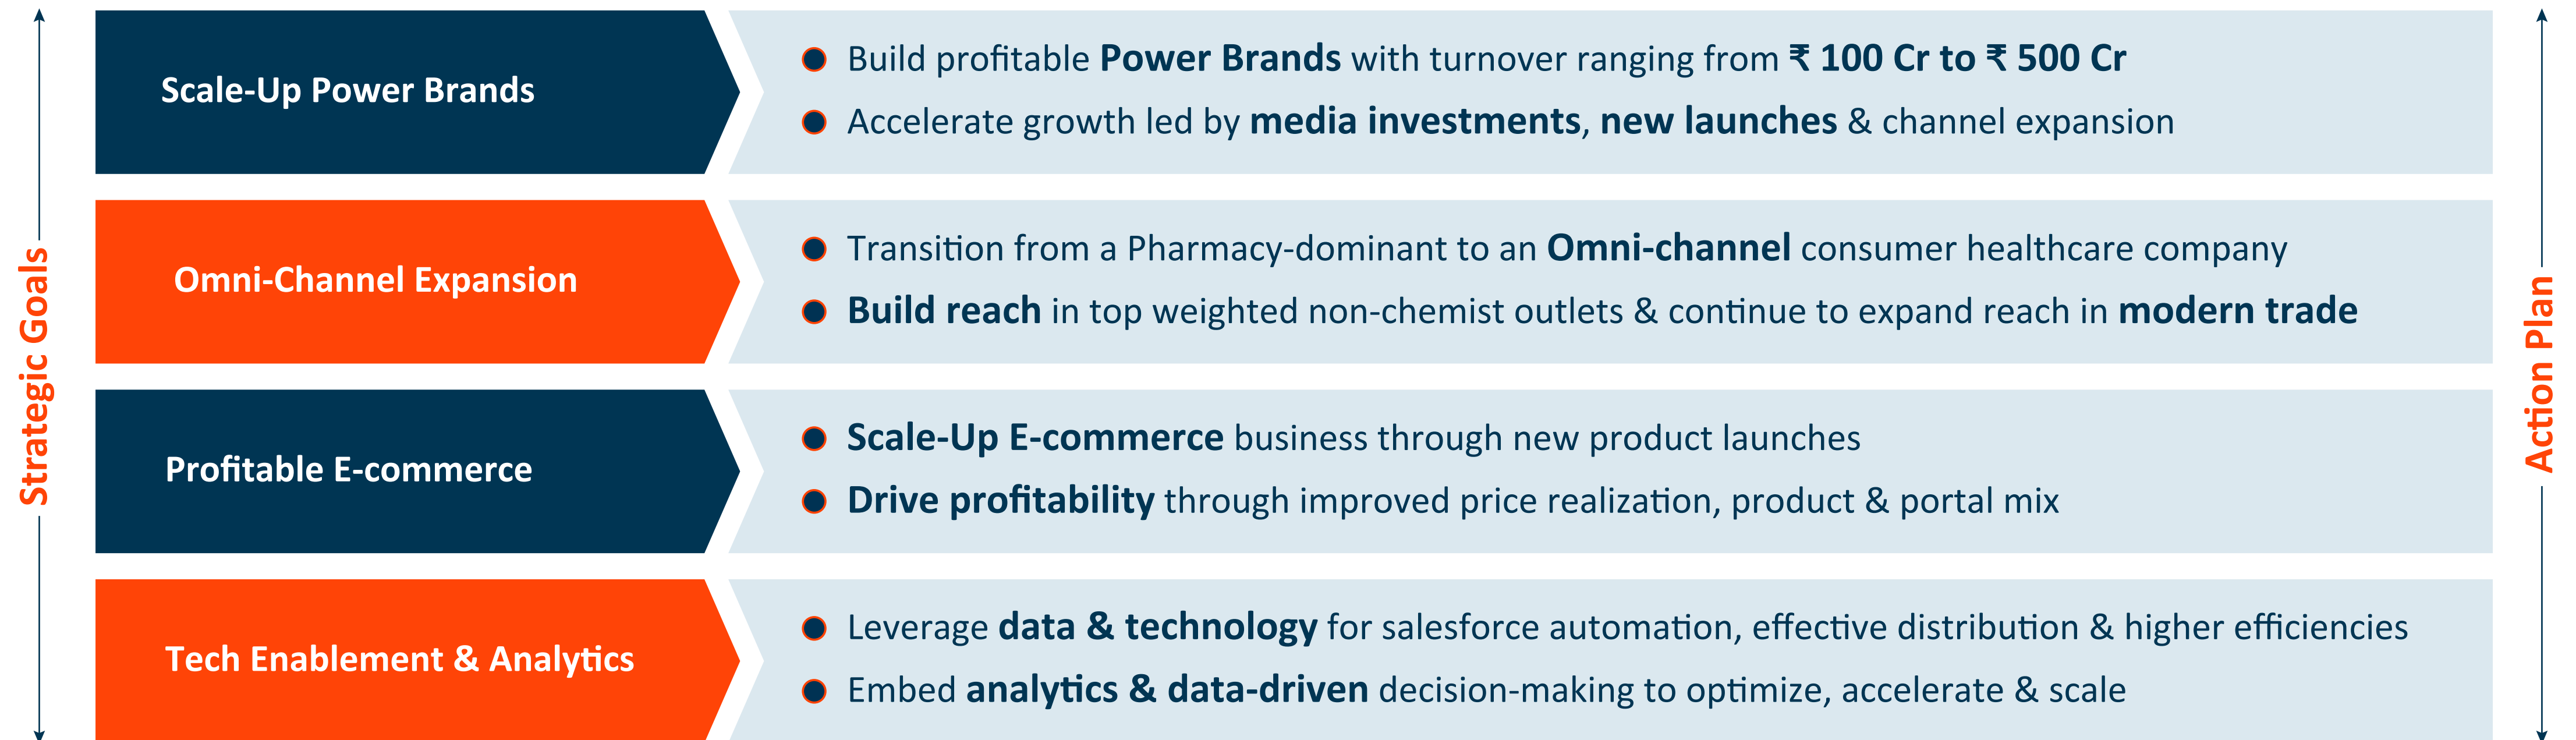 Strategic Goals
Scale-Up Power Brands
Build profitable Power Brands with turnover ranging from ₹ 100 Cr to ₹ 500 Cr
Accelerate growth led by media investments, new launches & channel expansion
Omni-Channel Expansion
Transition from a Pharmacy-dominant to an Omni-channel consumer healthcare company
Build reach in top weighted non-chemist outlets & continue to expand reach in modern trade
Profitable E-commerce
Scale-Up E-commerce business through new product launches
Drive profitability through improved price realization, product & portal mix
Tech Enablement & Analytics
Leverage data & technology for salesforce automation, effective distribution & higher efficiencies
Embed analytics & data-driven decision-making to optimize, accelerate & scale
Action Plan